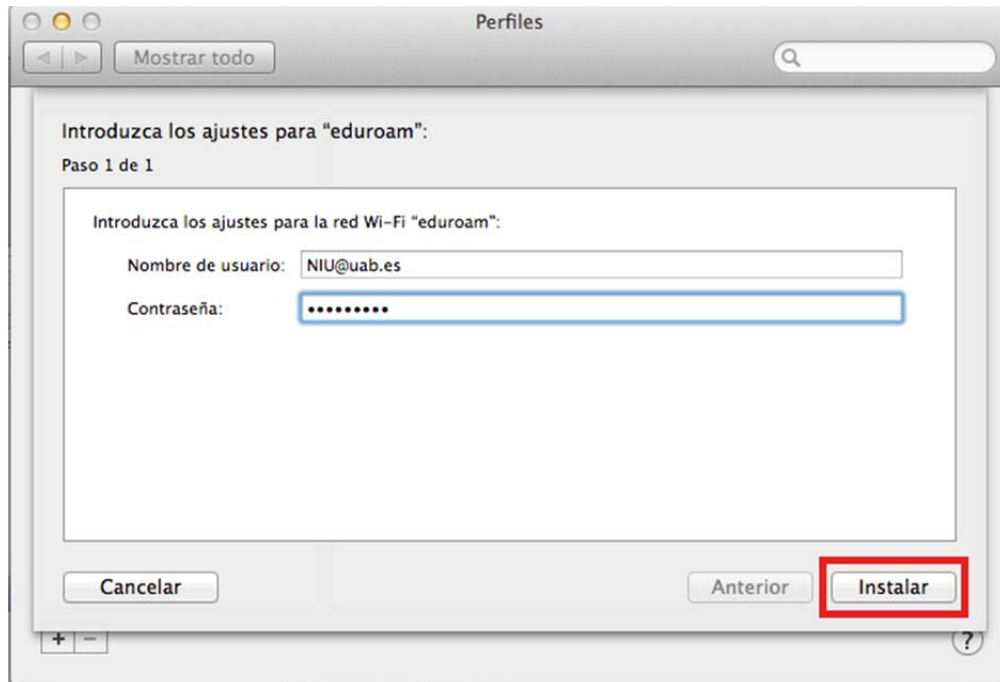 Perfiles
Mostrar todo
Introduzca los ajustes para “eduroam”:
Paso 1 de 1
Introduzca los ajustes para la red Wi-Fi “eduroam”:
Nombre de usuario: NIU@uab.es
Contraseña: •••••••••
Cancelar Anterior Instalar
+ − ?